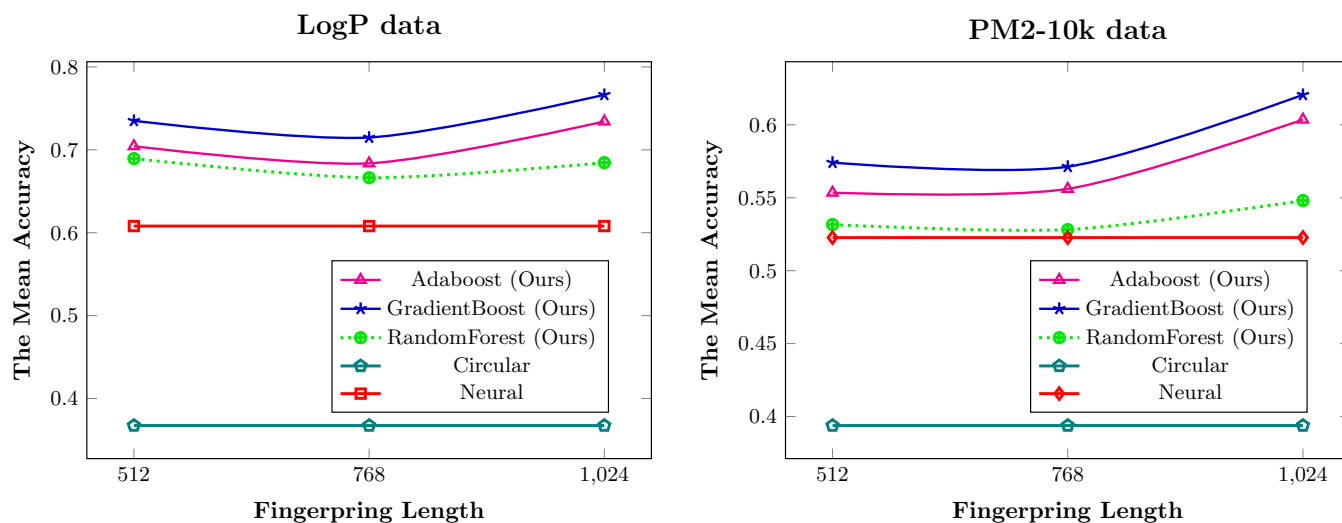 LogP data
The Mean Accuracy
0.8
0.7
0.6
0.5
0.4
Adaboost (Ours)
GradientBoost (Ours)
RandomForest (Ours)
Circular
Neural
512
768
1,024
Fingerpring Length
PM2-10k data
The Mean Accuracy
0.6
0.55
0.5
0.45
0.4
Adaboost (Ours)
GradientBoost (Ours)
RandomForest (Ours)
Circular
Neural
512
768
1,024
Fingerpring Length